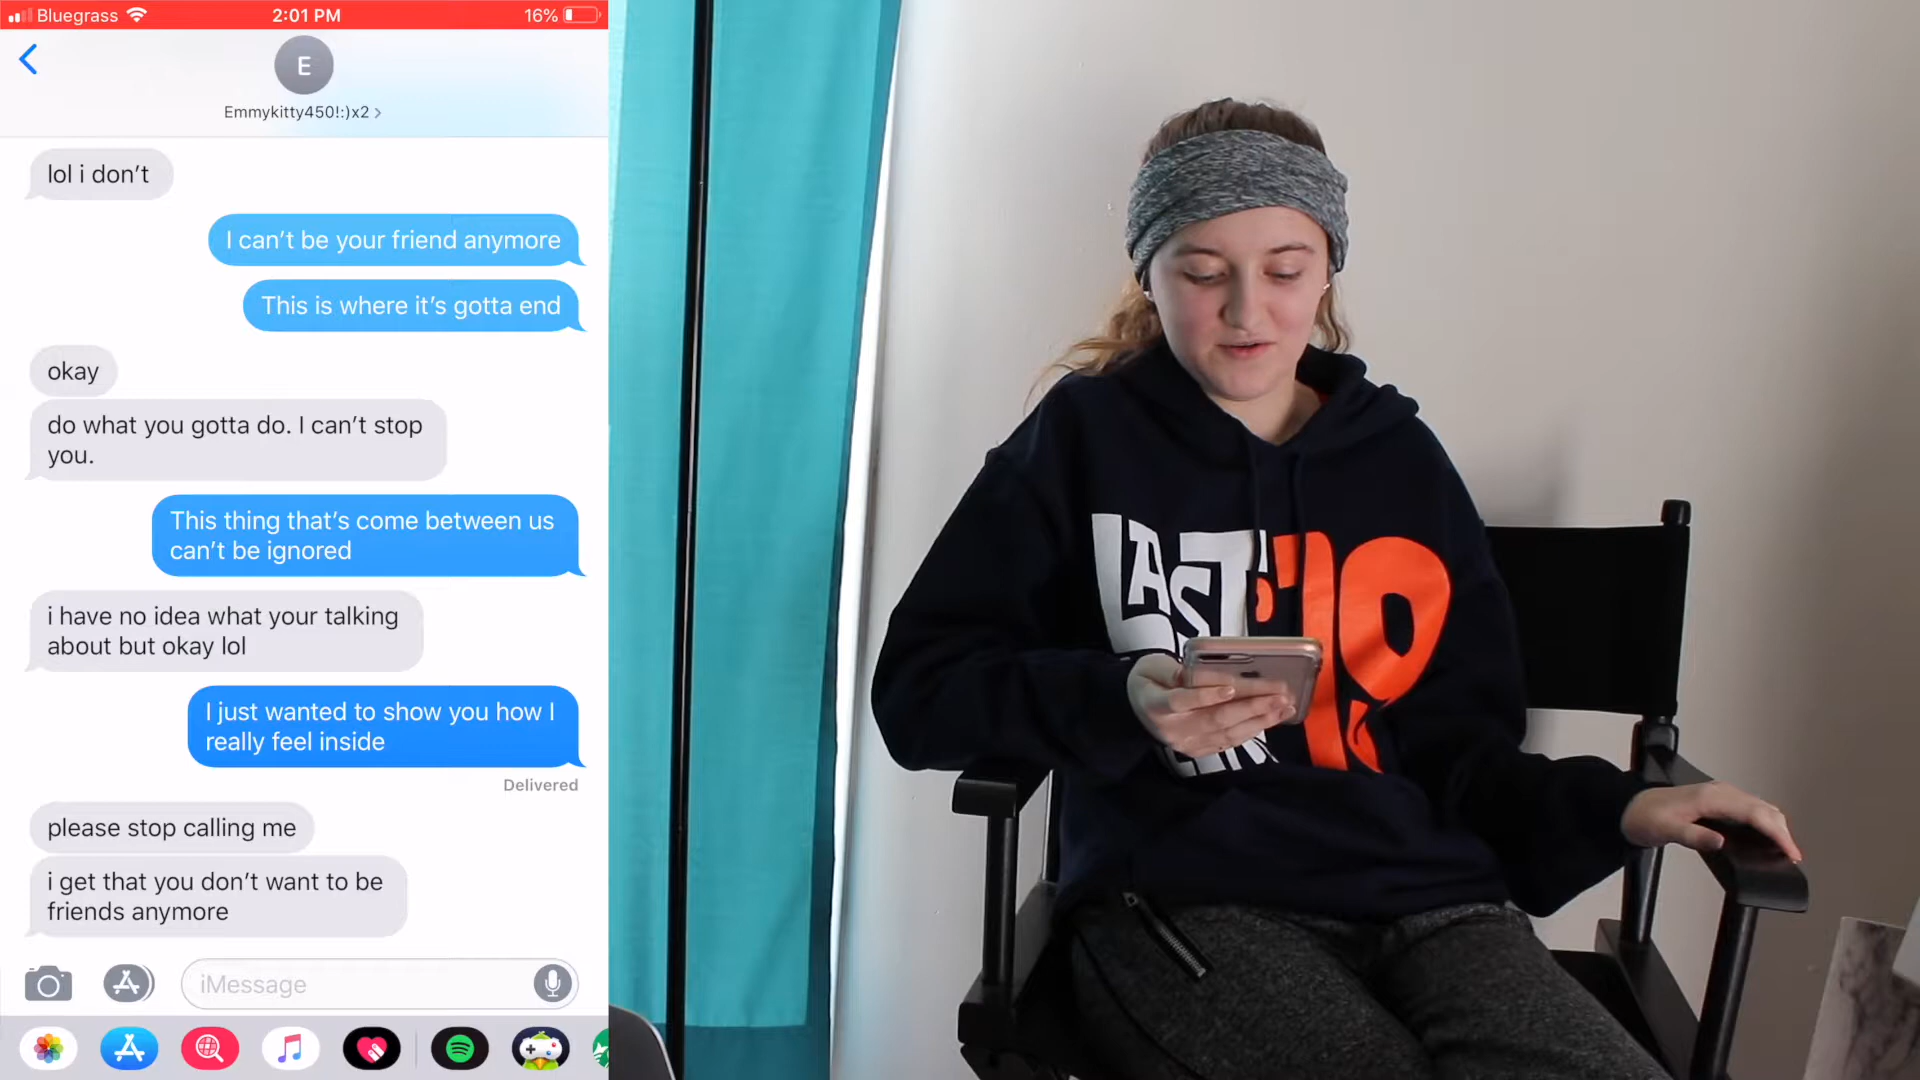 Bluegrass 2:01 PM 16%
E
Emmykitty450!:)x2 >
lol i don't
I can't be your friend anymore
This is where it's gotta end
okay
do what you gotta do. I can't stop
you.
This thing that's come between us
can't be ignored
i have no idea what your talking
about but okay lol
I just wanted to show you how I
really feel inside
Delivered
please stop calling me
i get that you don't want to be
friends anymore
iMessage
LAST